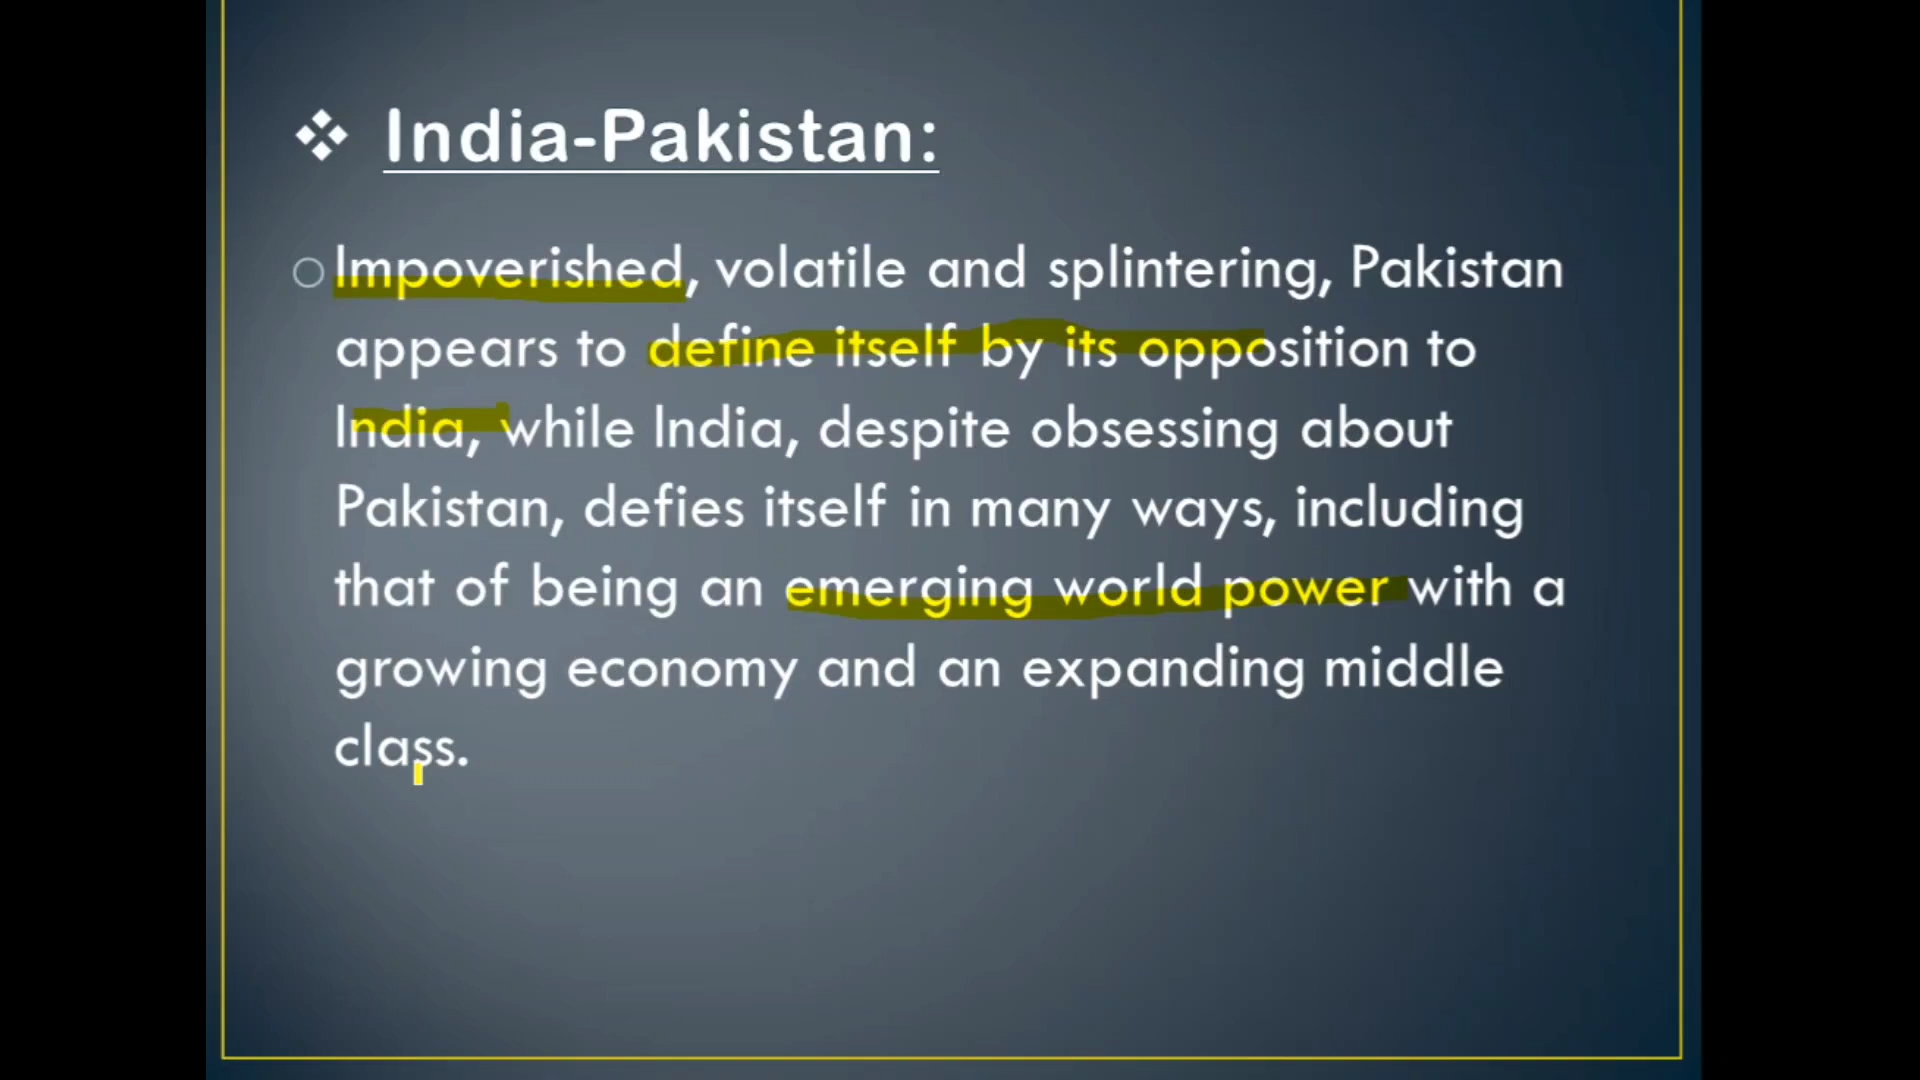 ❖ India-Pakistan:
○ Impoverished, volatile and splintering, Pakistan
appears to define itself by its opposition to
India, while India, despite obsessing about
Pakistan, defies itself in many ways, including
that of being an emerging world power with a
growing economy and an expanding middle
class.